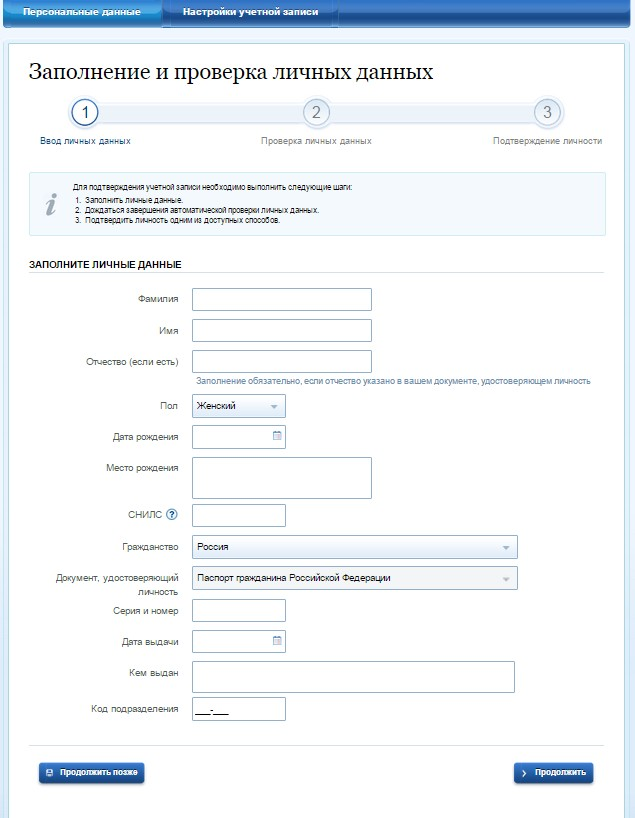 Персональные данные Настройки учетной записи
Заполнение и проверка личных данных
1 2 3
Ввод личных данных Проверка личных данных Подтверждение личности
i
Для подтверждения учетной записи необходимо выполнить следующие шаги:
1. Заполнить личные данные.
2. Дождаться завершения автоматической проверки личных данных.
3. Подтвердить личность одним из доступных способов.
ЗАПОЛНИТЕ ЛИЧНЫЕ ДАННЫЕ
Фамилия
Имя
Отчество (если есть)
Заполнение обязательно, если отчество указано в вашем документе, удостоверяющем личность
Пол Женский
Дата рождения
Место рождения
СНИЛС ?
Гражданство Россия
Документ, удостоверяющий Паспорт гражданина Российской Федерации
личность
Серия и номер
Дата выдачи
Кем выдан
Код подразделения ___-___
Продолжить позже Продолжить